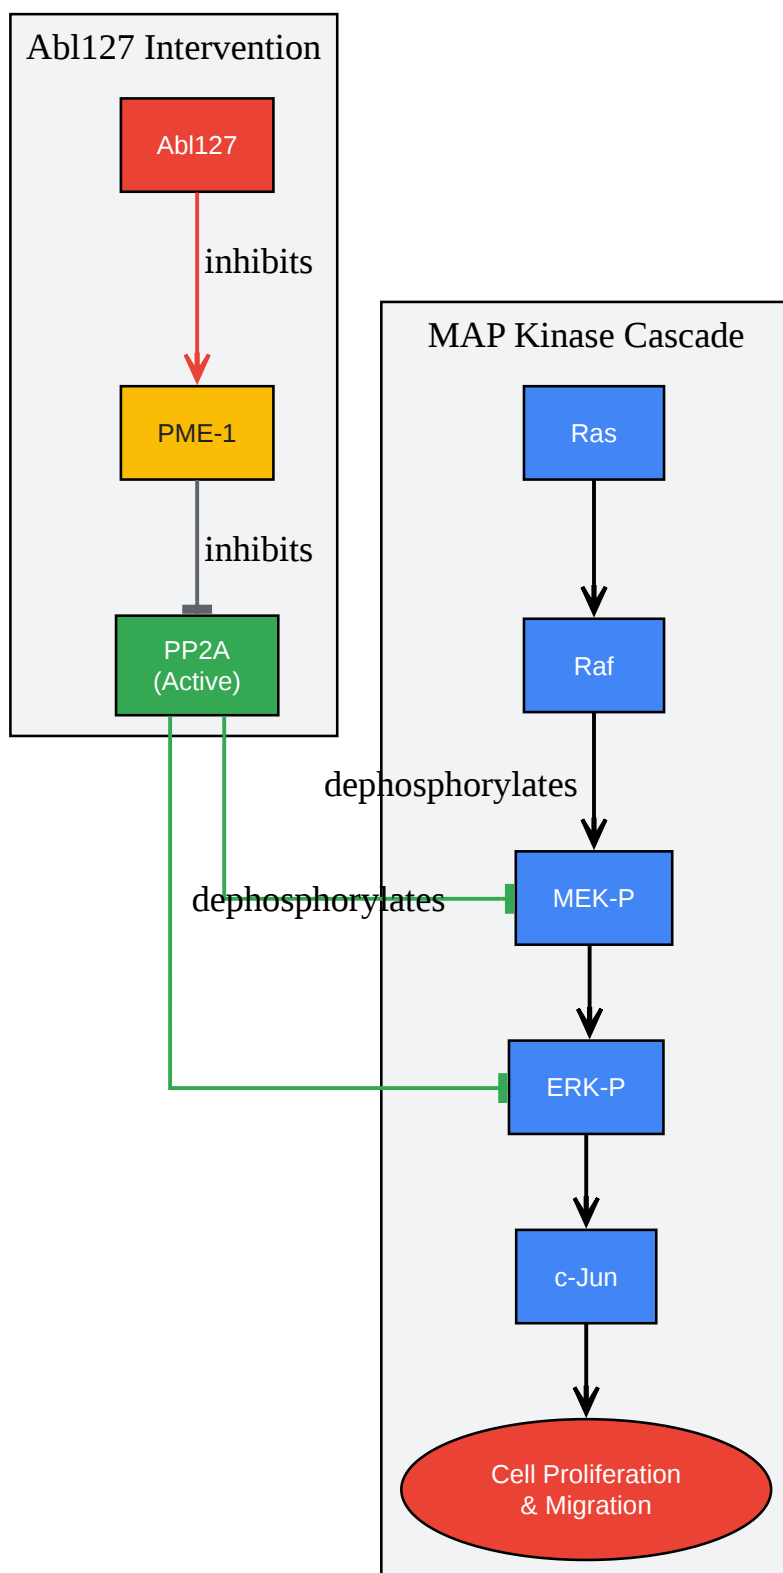 Abl127 Intervention
Abl127
inhibits
PME-1
inhibits
PP2A
(Active)
MAP Kinase Cascade
Ras
Raf
dephosphorylates
dephosphorylates
MEK-P
ERK-P
c-Jun
Cell Proliferation
& Migration